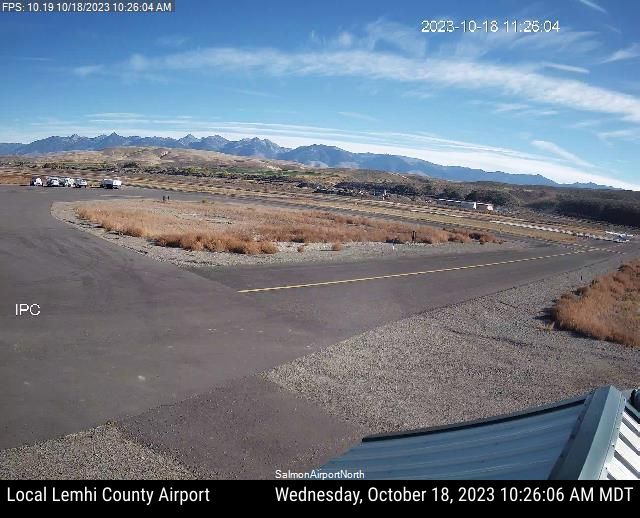 FPS: 10.19 10/18/2023 10:26:04 AM
2023-10-18 11:26:04
IPC
SalmonAirportNorth
Local Lemhi County Airport Wednesday, October 18, 2023 10:26:06 AM MDT